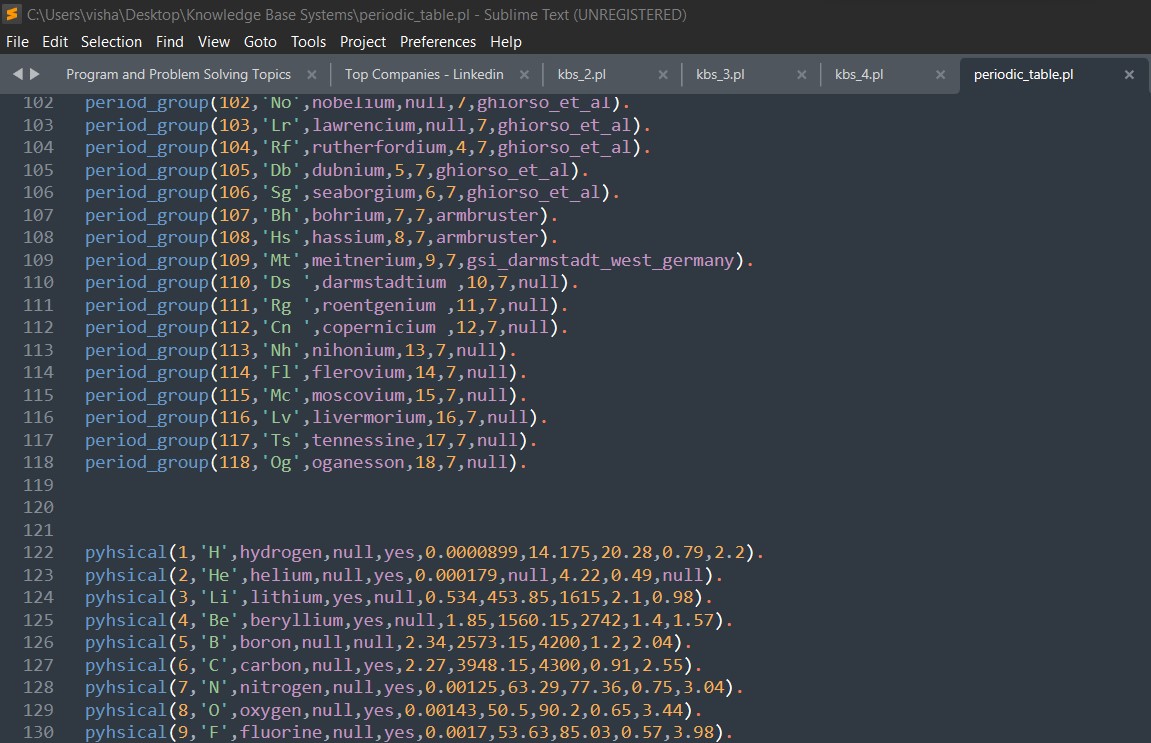 C:\Users\visha\Desktop\Knowledge Base Systems\periodic_table.pl - Sublime Text (UNREGISTERED)
File Edit Selection Find View Goto Tools Project Preferences Help
Program and Problem Solving Topics × Top Companies - Linkedin × kbs_2.pl × kbs_3.pl × kbs_4.pl × periodic_table.pl ×
102 period_group(102,'No',nobelium,null,7,ghiorso_et_al).
103 period_group(103,'Lr',lawrencium,null,7,ghiorso_et_al).
104 period_group(104,'Rf',rutherfordium,4,7,ghiorso_et_al).
105 period_group(105,'Db',dubnium,5,7,ghiorso_et_al).
106 period_group(106,'Sg',seaborgium,6,7,ghiorso_et_al).
107 period_group(107,'Bh',bohrium,7,7,armbruster).
108 period_group(108,'Hs',hassium,8,7,armbruster).
109 period_group(109,'Mt',meitnerium,9,7,gsi_darmstadt_west_germany).
110 period_group(110,'Ds ',darmstadtium ,10,7,null).
111 period_group(111,'Rg ',roentgenium ,11,7,null).
112 period_group(112,'Cn ',copernicium ,12,7,null).
113 period_group(113,'Nh',nihonium,13,7,null).
114 period_group(114,'Fl',flerovium,14,7,null).
115 period_group(115,'Mc',moscovium,15,7,null).
116 period_group(116,'Lv',livermorium,16,7,null).
117 period_group(117,'Ts',tennessine,17,7,null).
118 period_group(118,'Og',oganesson,18,7,null).
119
120
121
122 pyhsical(1,'H',hydrogen,null,yes,0.0000899,14.175,20.28,0.79,2.2).
123 pyhsical(2,'He',helium,null,yes,0.000179,null,4.22,0.49,null).
124 pyhsical(3,'Li',lithium,yes,null,0.534,453.85,1615,2.1,0.98).
125 pyhsical(4,'Be',beryllium,yes,null,1.85,1560.15,2742,1.4,1.57).
126 pyhsical(5,'B',boron,null,null,2.34,2573.15,4200,1.2,2.04).
127 pyhsical(6,'C',carbon,null,yes,2.27,3948.15,4300,0.91,2.55).
128 pyhsical(7,'N',nitrogen,null,yes,0.00125,63.29,77.36,0.75,3.04).
129 pyhsical(8,'O',oxygen,null,yes,0.00143,50.5,90.2,0.65,3.44).
130 pyhsical(9,'F',fluorine,null,yes,0.0017,53.63,85.03,0.57,3.98).